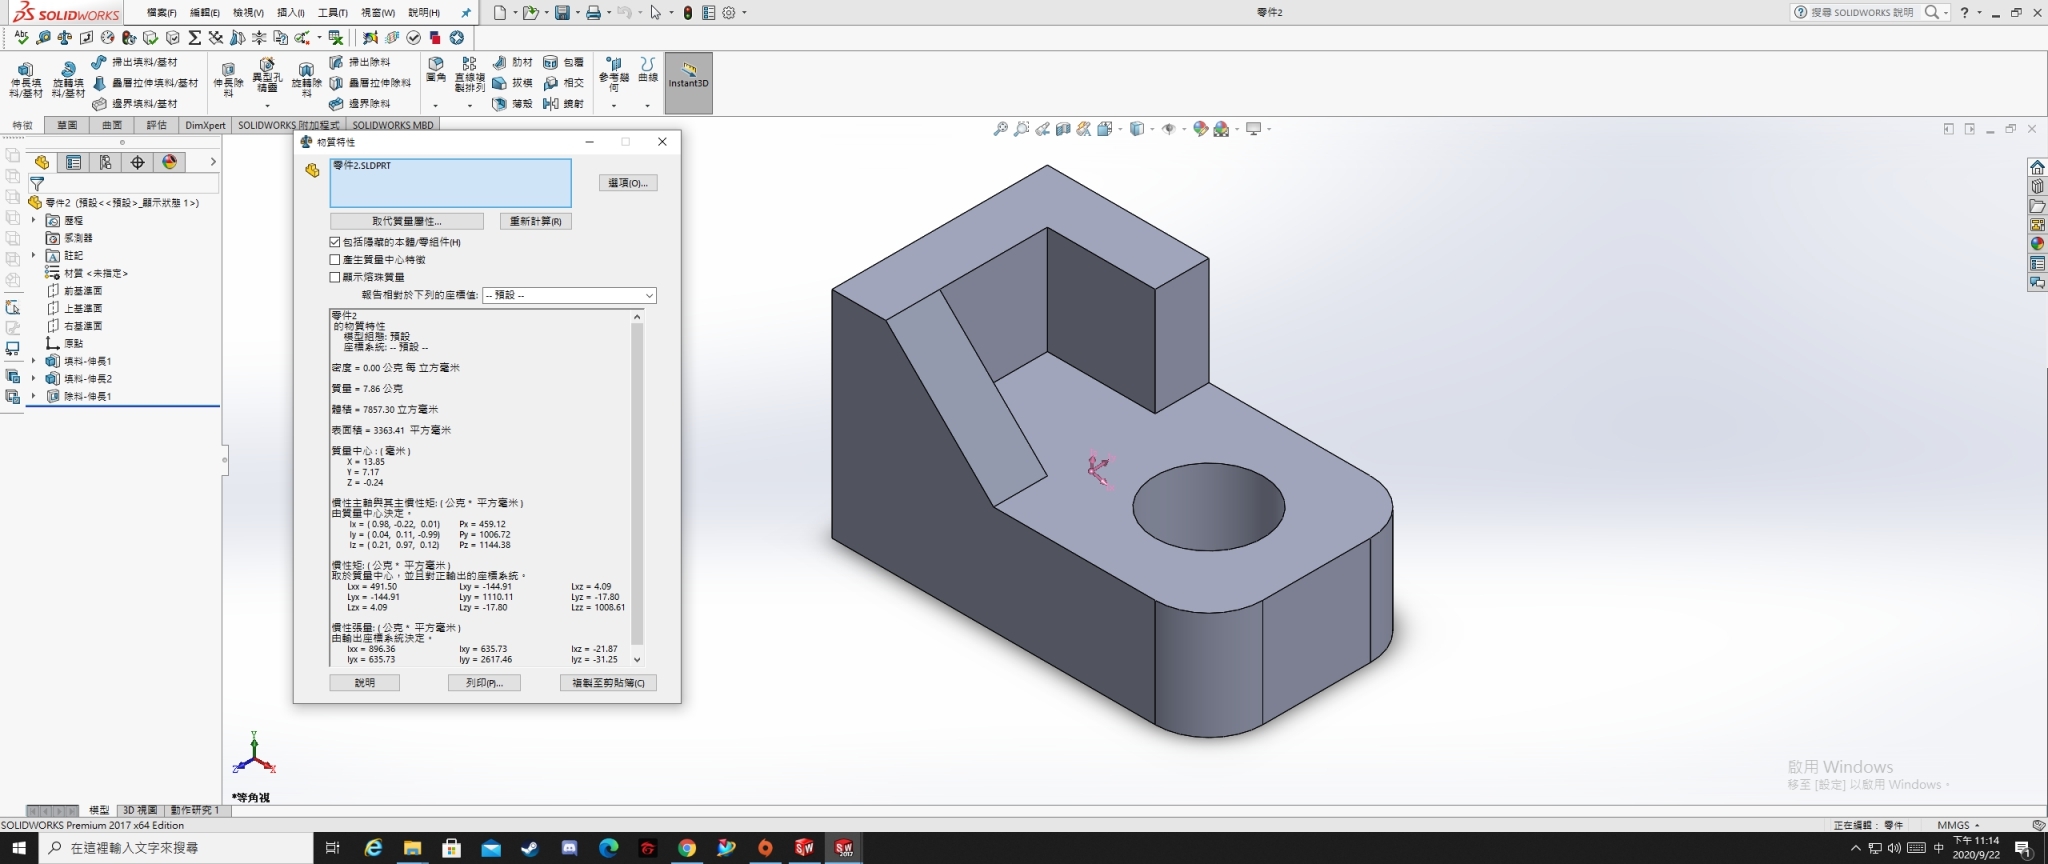 SOLIDWORKS 檔案(F) 編輯(E) 檢視(V) 插入(I) 工具(T) 視窗(W) 說明(H) 零件2 搜尋 SOLIDWORKS 說明
伸長填料/基材 旋轉填料/基材 掃出填料/基材 疊層拉伸填料/基材 邊界填料/基材 伸長除料 異型孔精靈 旋轉除料 掃出除料 疊層拉伸除料 邊界除料 圓角 直線複製排列 肋材 拔模 薄殼 包覆 相交 鏡射 參考幾何 曲線 Instant3D
特徵 草圖 曲面 評估 DimXpert SOLIDWORKS 附加程式 SOLIDWORKS MBD
零件2 (預設<<預設>_顯示狀態 1>)
歷程
感測器
註記
材質 <未指定>
前基準面
上基準面
右基準面
原點
填料-伸長1
填料-伸長2
除料-伸長1
物質特性
零件2.SLDPRT
選項(O)...
取代質量屬性... 重新計算(R)
包括隱藏的本體/零組件(H)
產生質量中心特徵
顯示熔珠質量
報告相對於下列的座標值: -- 預設 --
零件2
的物質特性
模型組態: 預設
座標系統: -- 預設 --
密度 = 0.00 公克 每 立方毫米
質量 = 7.86 公克
體積 = 7857.30 立方毫米
表面積 = 3363.41 平方毫米
質量中心 : ( 毫米 )
X = 13.85
Y = 7.17
Z = -0.24
慣性主軸與其主慣性矩: ( 公克 * 平方毫米 )
由質量中心決定。
Ix = ( 0.98, -0.22, 0.01) Px = 459.12
Iy = ( 0.04, 0.11, -0.99) Py = 1006.72
Iz = ( 0.21, 0.97, 0.12) Pz = 1144.38
慣性矩: ( 公克 * 平方毫米 )
取於質量中心，並且對正輸出的座標系統。
Lxx = 491.50 Lxy = -144.91 Lxz = 4.09
Lyx = -144.91 Lyy = 1110.11 Lyz = -17.80
Lzx = 4.09 Lzy = -17.80 Lzz = 1008.61
慣性張量: ( 公克 * 平方毫米 )
由輸出座標系統決定。
Ixx = 896.36 Ixy = 635.73 Ixz = -21.87
Iyx = 635.73 Iyy = 2617.46 Iyz = -31.25
說明 列印(P)... 複製至剪貼簿(C)
Y
Z X
*等角視
啟用 Windows
移至 [設定] 以啟用 Windows。
模型 3D 視圖 動作研究 1
SOLIDWORKS Premium 2017 x64 Edition 正在編輯： 零件 MMGS
在這裡輸入文字來搜尋 中 下午 11:14
2020/9/22